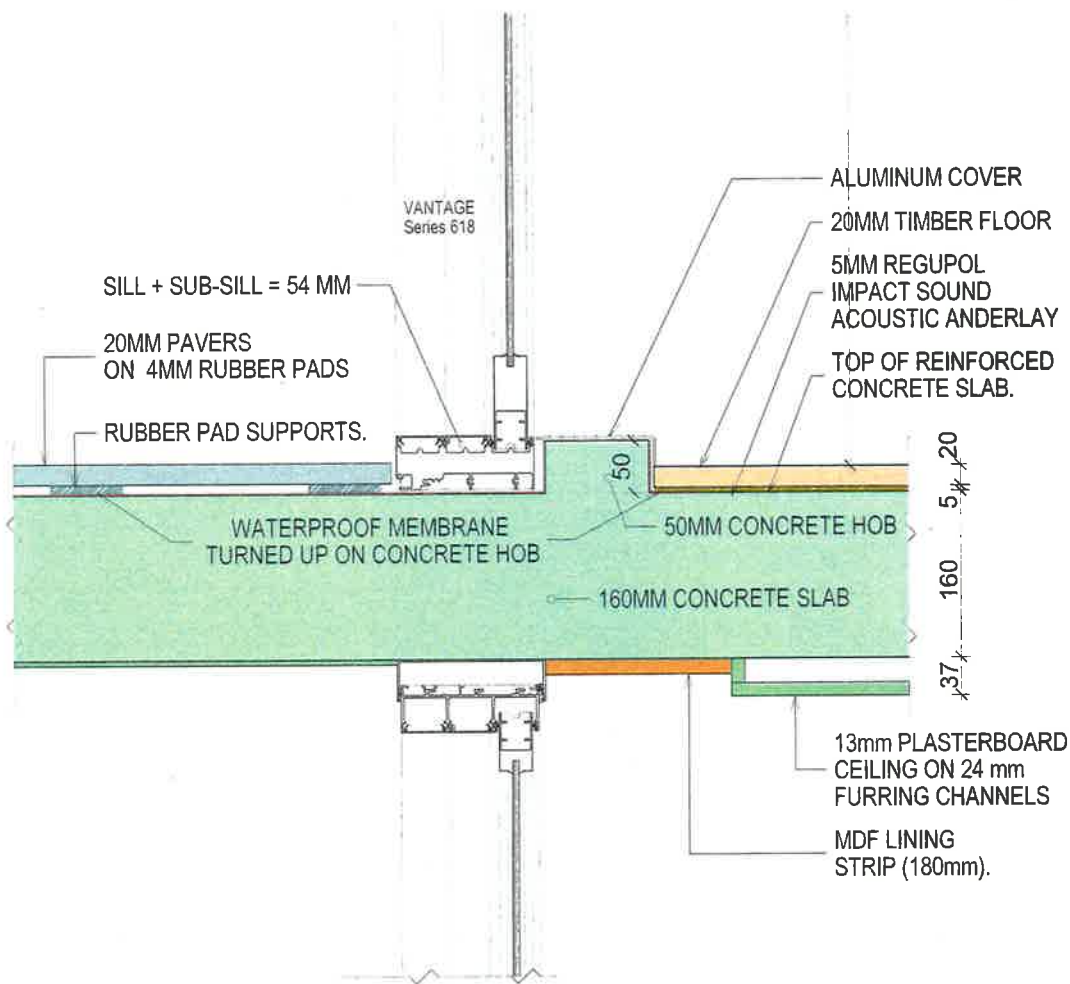 VANTAGE
Series 618
SILL + SUB-SILL = 54 MM
20MM PAVERS
ON 4MM RUBBER PADS
RUBBER PAD SUPPORTS.
WATERPROOF MEMBRANE
TURNED UP ON CONCRETE HOB
ALUMINUM COVER
20MM TIMBER FLOOR
5MM REGUPOL
IMPACT SOUND
ACOUSTIC ANDERLAY
TOP OF REINFORCED
CONCRETE SLAB.
50
50MM CONCRETE HOB
160MM CONCRETE SLAB
20
5
160
37
13mm PLASTERBOARD
CEILING ON 24 mm
FURRING CHANNELS
MDF LINING
STRIP (180mm).